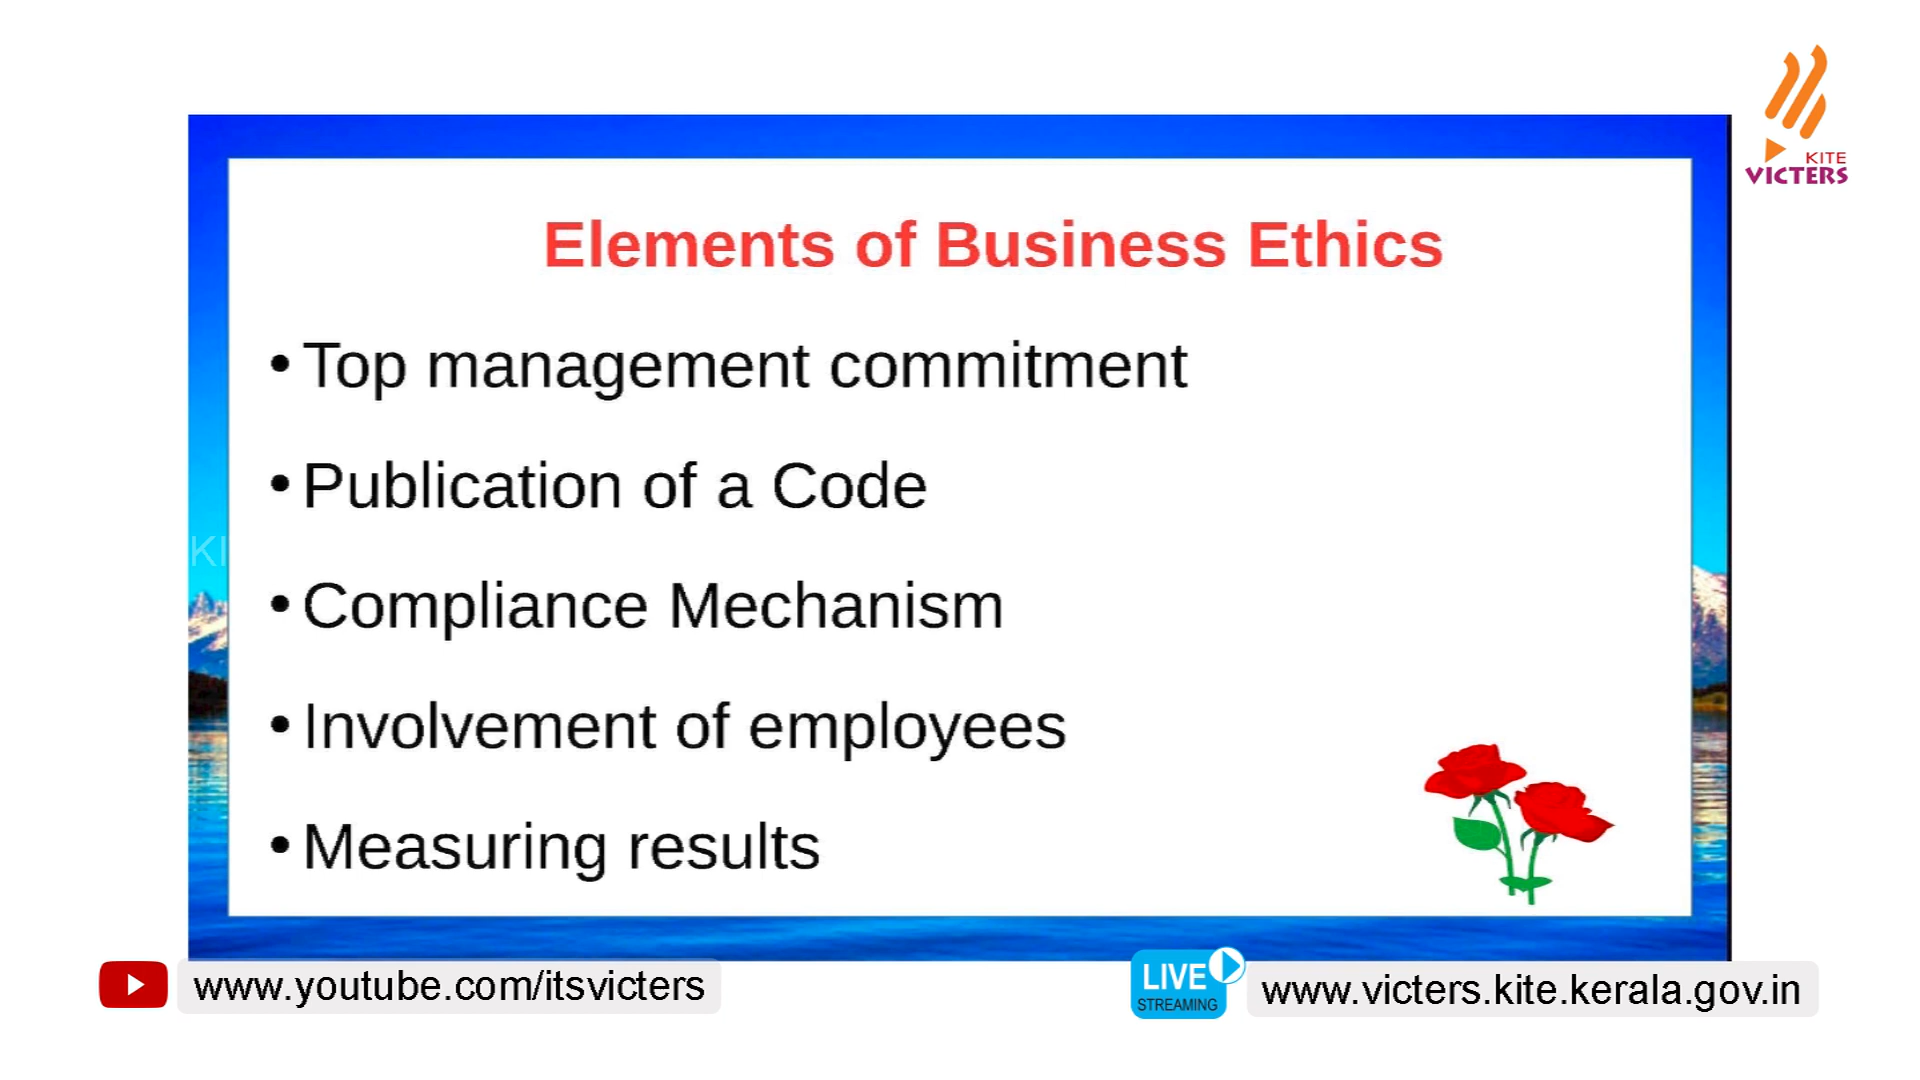 KITE
VICTERS
Elements of Business Ethics
• Top management commitment
• Publication of a Code
• Compliance Mechanism
• Involvement of employees
• Measuring results
www.youtube.com/itsvicters
LIVE
STREAMING
www.victers.kite.kerala.gov.in